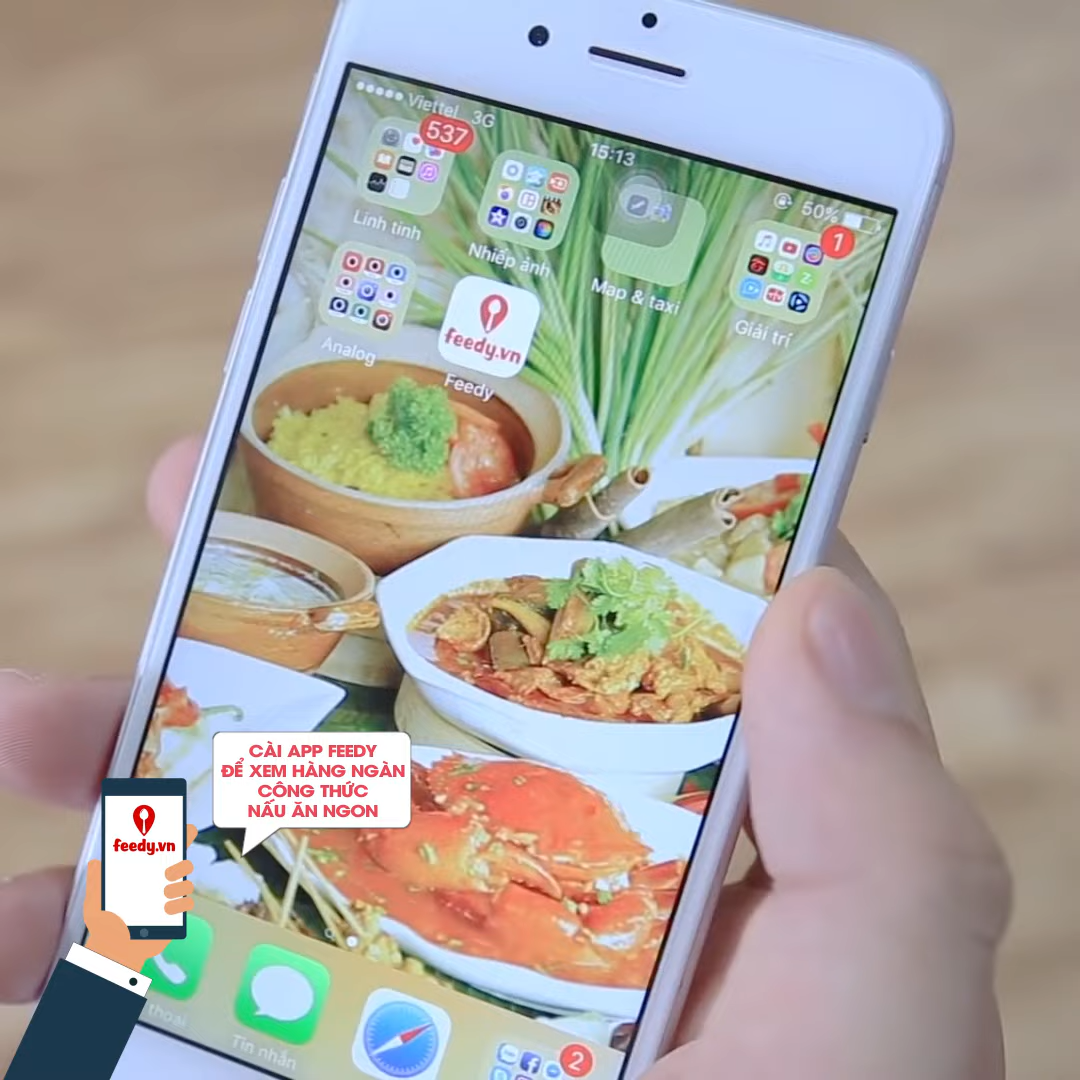 Viettel 3G
15:13
50%
537
1
Linh tinh
Nhiếp ảnh
Map & taxi
Giải trí
Analog
feedy.vn
Feedy
CÀI APP FEEDY
ĐỂ XEM HÀNG NGÀN
CÔNG THỨC
NẤU ĂN NGON
feedy.vn
thoại
Tin nhắn
2